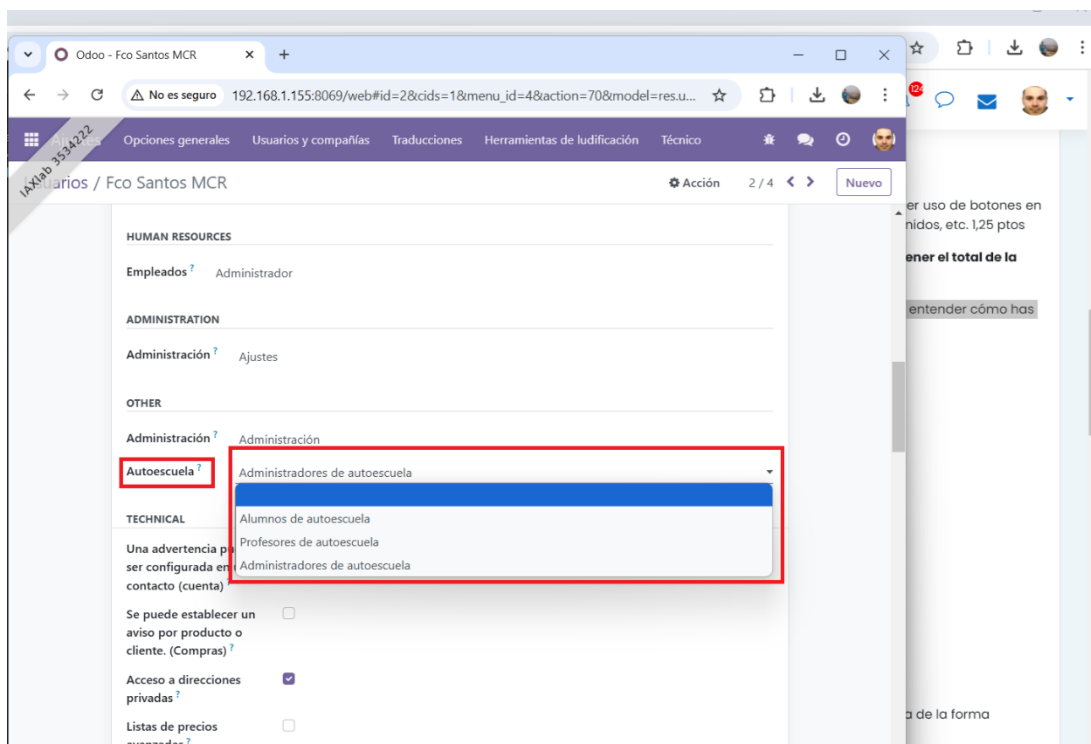 Odoo - Fco Santos MCR
No es seguro 192.168.1.155:8069/web#id=2&cids=1&menu_id=4&action=70&model=res.u...
124
IAXlab 3534222
Opciones generales Usuarios y compañías Traducciones Herramientas de ludificación Técnico
/ Fco Santos MCR Acción 2 / 4 Nuevo
er uso de botones en
nidos, etc. 1,25 ptos
ener el total de la
entender cómo has
HUMAN RESOURCES
Empleados ? Administrador
ADMINISTRATION
Administración ? Ajustes
OTHER
Administración ? Administración
Autoescuela ? Administradores de autoescuela
Alumnos de autoescuela
Profesores de autoescuela
Administradores de autoescuela
TECHNICAL
Una advertencia
ser configurada en
contacto (cuenta) ?
Se puede establecer un
aviso por producto o
cliente. (Compras) ?
Acceso a direcciones
privadas ?
Listas de precios
a de la forma